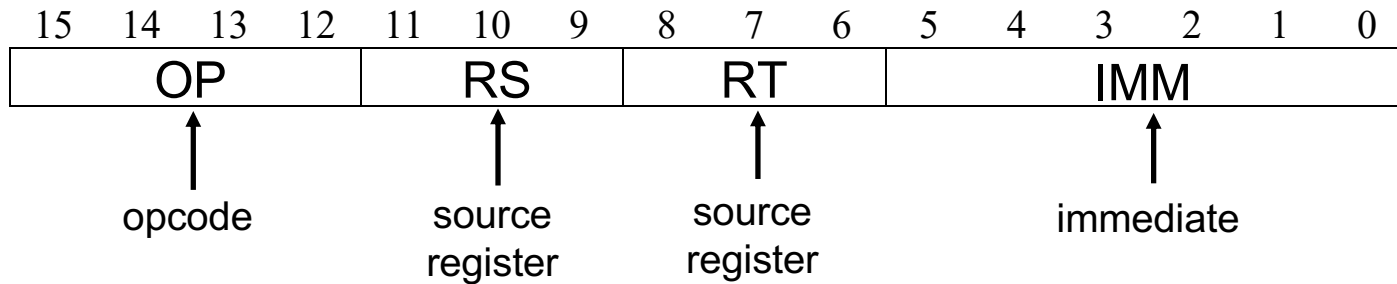 15 14 13 12 11 10 9 8 7 6 5 4 3 2 1 0
OP RS RT IMM
opcode source source immediate
register register